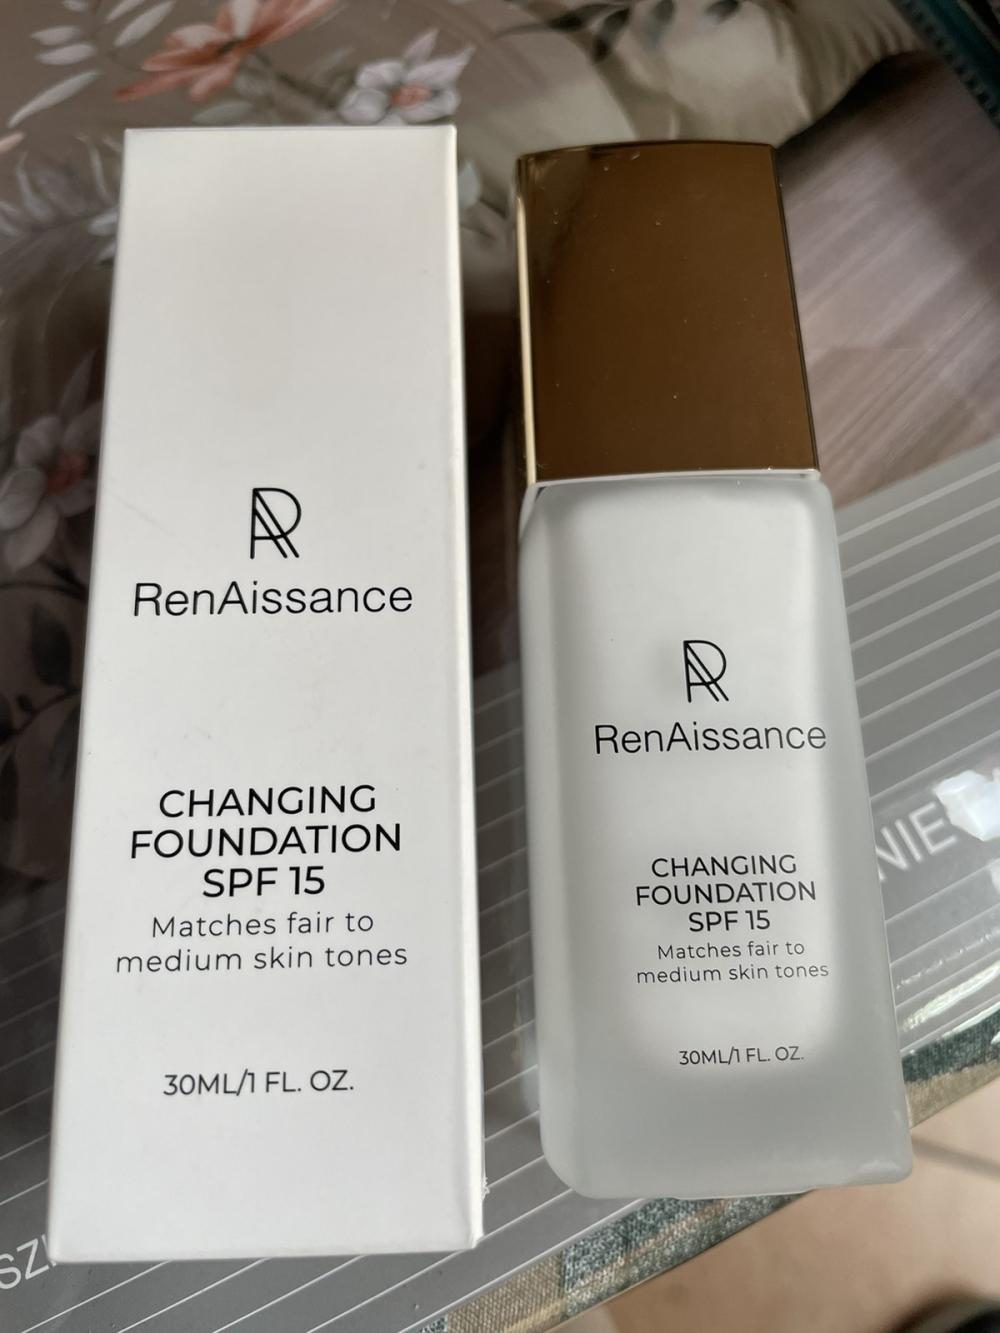 RenAissance
CHANGING
FOUNDATION
SPF 15
Matches fair to
medium skin tones
30ML/1 FL. OZ.
RenAissance
CHANGING
FOUNDATION
SPF 15
Matches fair to
medium skin tones
30ML/1 FL. OZ.